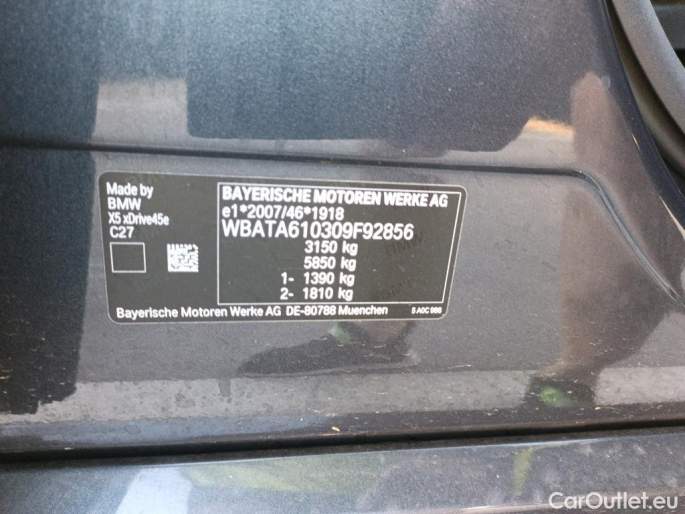 Made by
BMW
X5 xDrive45e
C27
BAYERISCHE MOTOREN WERKE AG
e1*2007/46*1918
WBATA610309F92856
3150 kg
5850 kg
1- 1390 kg
2- 1810 kg
Bayerische Motoren Werke AG DE-80788 Muenchen
CarOutlet.eu